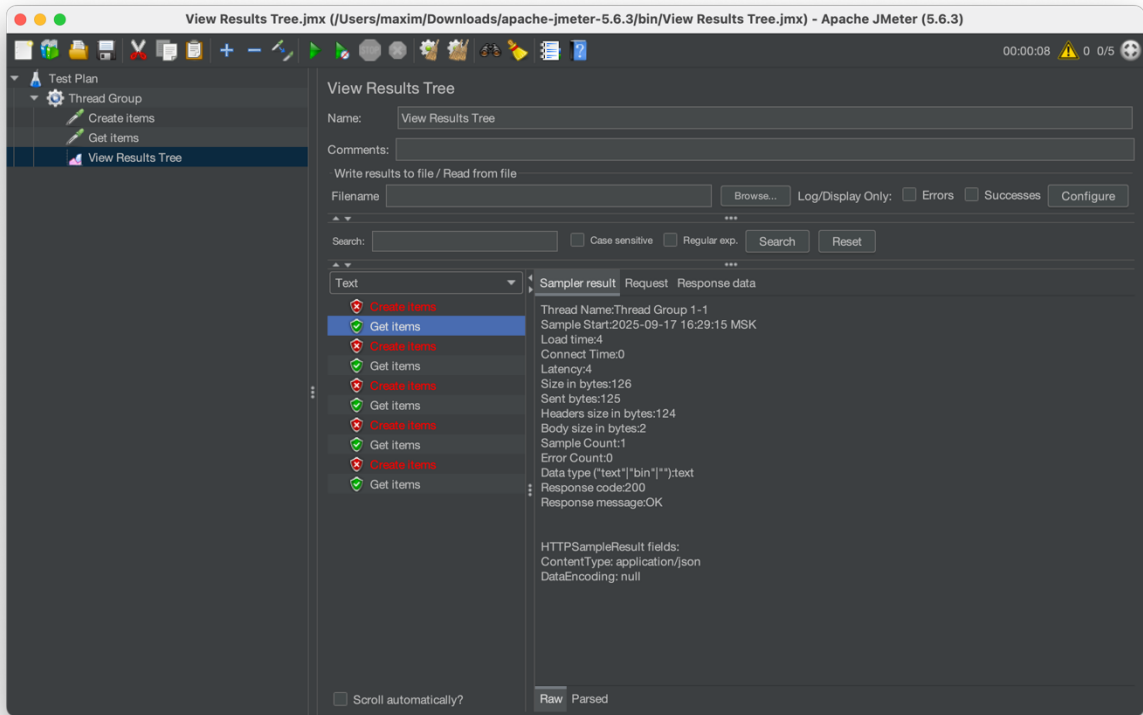 View Results Tree.jmx (/Users/maxim/Downloads/apache-jmeter-5.6.3/bin/View Results Tree.jmx) - Apache JMeter (5.6.3)
STOP
00:00:08 0 0/5
Test Plan
Thread Group
Create items
Get items
View Results Tree
View Results Tree
Name: View Results Tree
Comments:
Write results to file / Read from file
Filename Browse... Log/Display Only: Errors Successes Configure
Search: Case sensitive Regular exp. Search Reset
Text
Create items
Get items
Create items
Get items
Create items
Get items
Create items
Get items
Create items
Get items
Scroll automatically?
Sampler result Request Response data
Thread Name:Thread Group 1-1
Sample Start:2025-09-17 16:29:15 MSK
Load time:4
Connect Time:0
Latency:4
Size in bytes:126
Sent bytes:125
Headers size in bytes:124
Body size in bytes:2
Sample Count:1
Error Count:0
Data type ("text"|"bin"|""):text
Response code:200
Response message:OK
HTTPSampleResult fields:
ContentType: application/json
DataEncoding: null
Raw Parsed